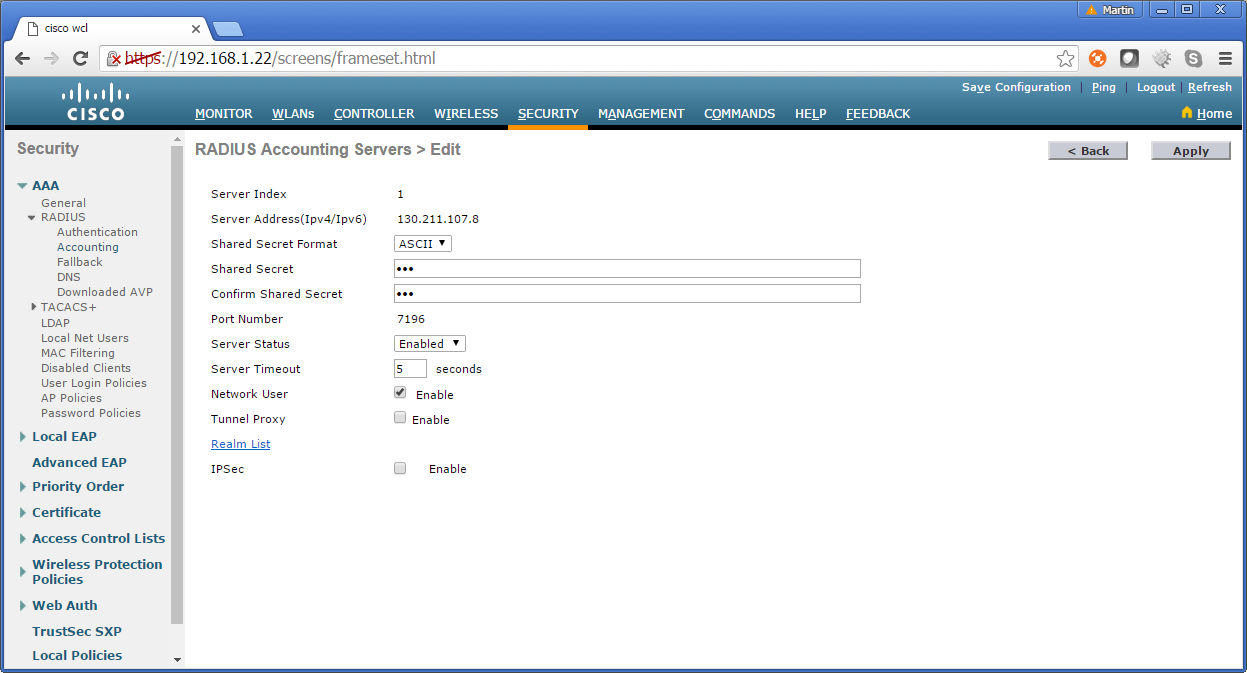 Martin
cisco wcl
https://192.168.1.22/screens/frameset.html
Save Configuration | Ping | Logout | Refresh
CISCO
MONITOR WLANs CONTROLLER WIRELESS SECURITY MANAGEMENT COMMANDS HELP FEEDBACK Home
Security
AAA
General
RADIUS
Authentication
Accounting
Fallback
DNS
Downloaded AVP
TACACS+
LDAP
Local Net Users
MAC Filtering
Disabled Clients
User Login Policies
AP Policies
Password Policies
Local EAP
Advanced EAP
Priority Order
Certificate
Access Control Lists
Wireless Protection
Policies
Web Auth
TrustSec SXP
Local Policies
RADIUS Accounting Servers > Edit
< Back Apply
Server Index 1
Server Address(Ipv4/Ipv6) 130.211.107.8
Shared Secret Format ASCII
Shared Secret •••
Confirm Shared Secret •••
Port Number 7196
Server Status Enabled
Server Timeout 5 seconds
Network User Enable
Tunnel Proxy Enable
Realm List
IPSec Enable